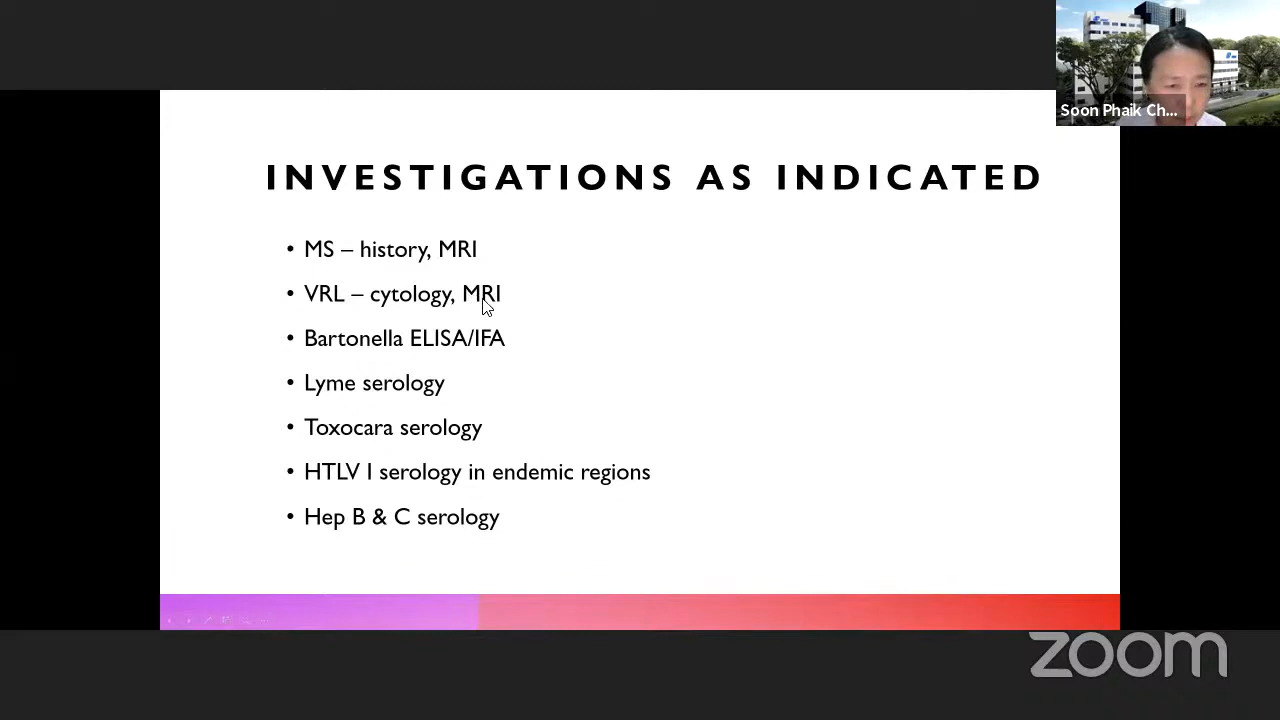 Soon Phaik Ch...
INVESTIGATIONS AS INDICATED
• MS – history, MRI
• VRL – cytology, MRI
• Bartonella ELISA/IFA
• Lyme serology
• Toxocara serology
• HTLV I serology in endemic regions
• Hep B & C serology
zoom